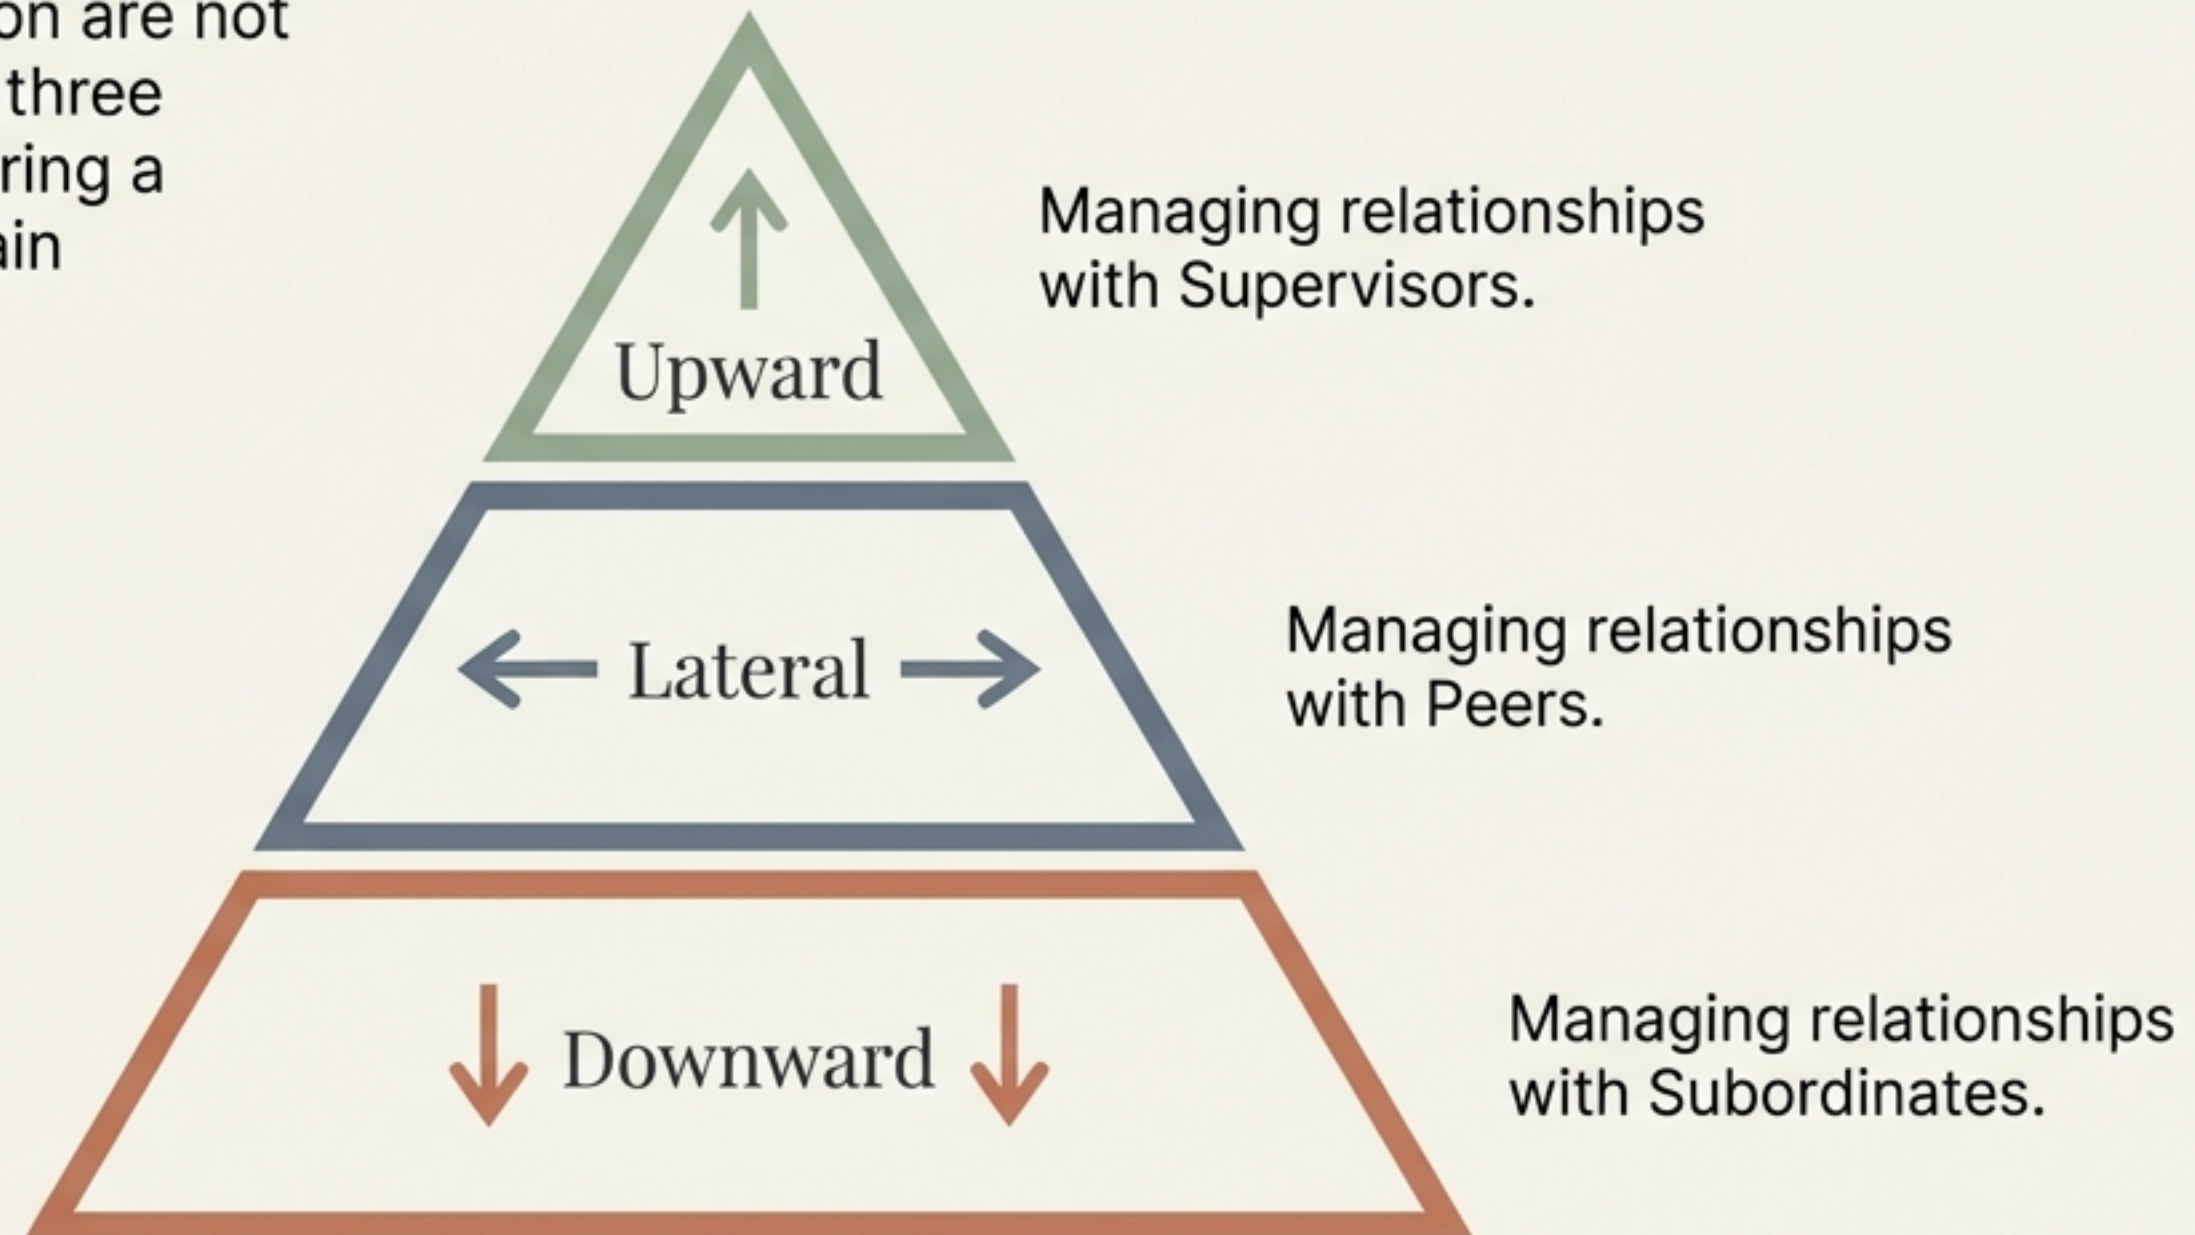 on are not
three
ring a
ain
Managing relationships
with Supervisors.
Upward
Lateral
Managing relationships
with Peers.
Downward
Managing relationships
with Subordinates.